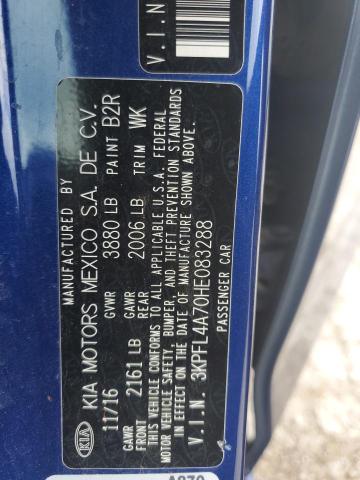 MANUFACTURED BY
KIA KIA MOTORS MEXICO S.A. DE C.V.
11/16 GVWR 3880 LB PAINT B2R
GAWR FRONT 2161 LB GAWR REAR 2006 LB TRIM WK
THIS VEHICLE CONFORMS TO ALL APPLICABLE U.S.A. FEDERAL
MOTOR VEHICLE SAFETY, BUMPER, AND THEFT PREVENTION STANDARDS
IN EFFECT ON THE DATE OF MANUFACTURE SHOWN ABOVE.
V.I.N. 3KPFL4A70HE083288
PASSENGER CAR
V.I.N